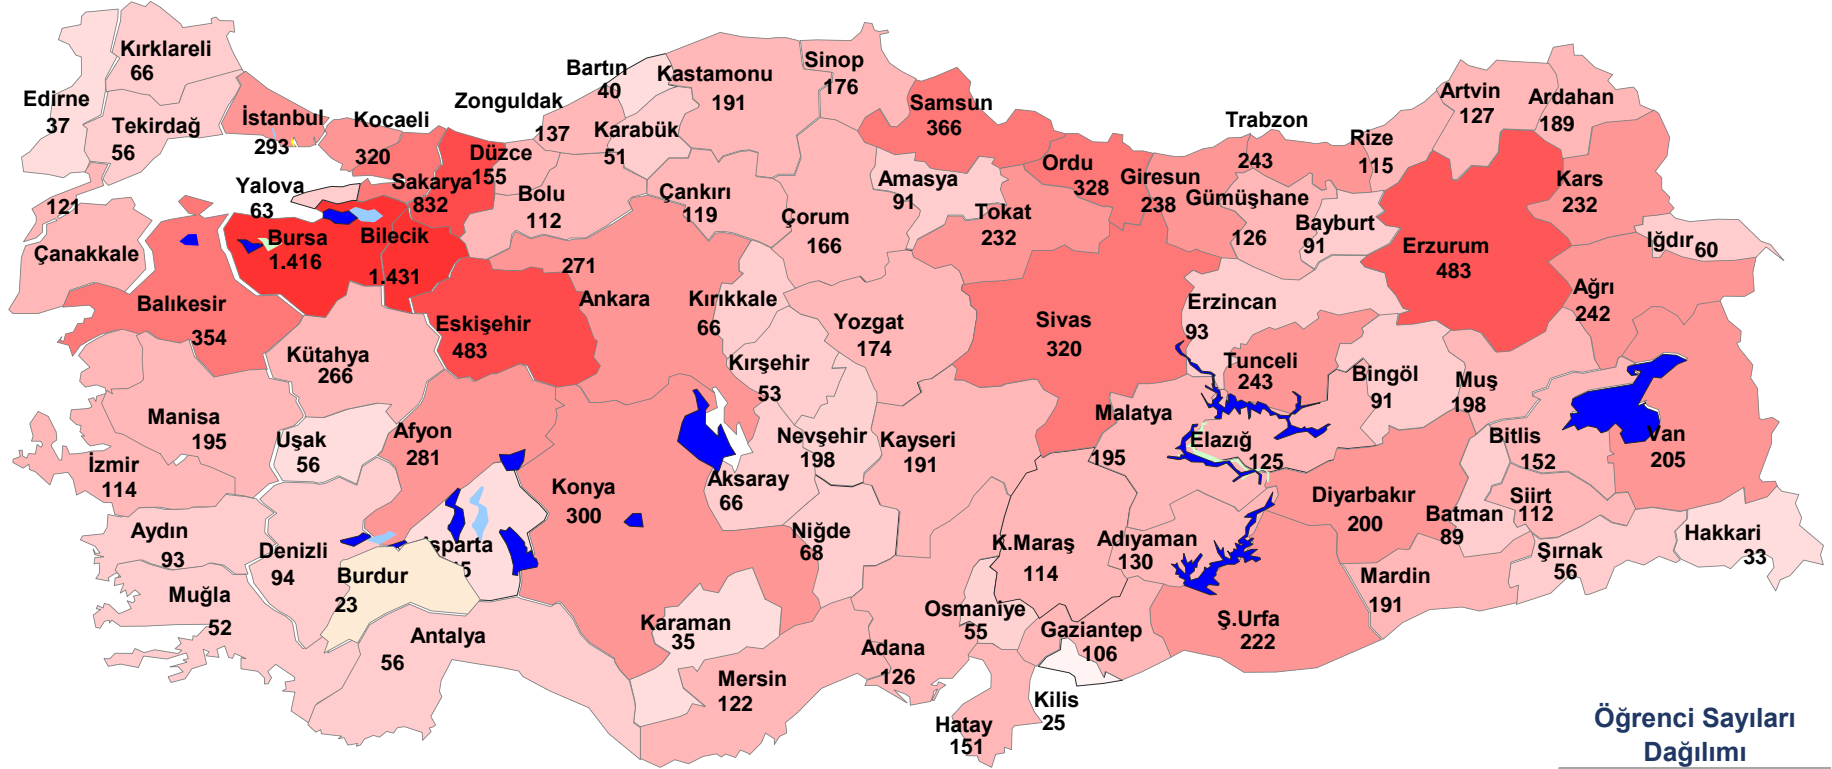 Kırklareli
66
Edirne
37
Tekirdağ
56
İstanbul
293
Kocaeli
320
Yalova
63
121
Çanakkale
Balıkesir
354
Bursa
1.416
Bilecik
1.431
Sakarya
832
Düzce
155
Zonguldak
137
Bartın
40
Karabük
51
Kastamonu
191
Sinop
176
Samsun
366
Bolu
112
Çankırı
119
Çorum
166
Amasya
91
Tokat
232
Ordu
328
Giresun
238
Trabzon
243
Gümüşhane
126
Bayburt
91
Rize
115
Artvin
127
Ardahan
189
Kars
232
Iğdır
60
Erzurum
483
Ağrı
242
Erzincan
93
Sivas
320
Yozgat
174
Kırıkkale
66
271
Ankara
Eskişehir
483
Kütahya
266
Kırşehir
53
Tunceli
243
Bingöl
91
Muş
198
Manisa
195
Uşak
56
Afyon
281
İzmir
114
Konya
300
Aksaray
66
Nevşehir
198
Kayseri
191
Malatya
195
Elazığ
125
Bitlis
152
Van
205
Diyarbakır
200
Batman
89
Siirt
112
Hakkari
33
Şırnak
56
Mardin
191
Aydın
93
Denizli
94
Isparta
Burdur
23
Muğla
52
Antalya
56
Niğde
68
K.Maraş
114
Adıyaman
130
Karaman
35
Mersin
122
Adana
126
Osmaniye
55
Gaziantep
106
Ş.Urfa
222
Kilis
25
Hatay
151
Öğrenci Sayıları
Dağılımı